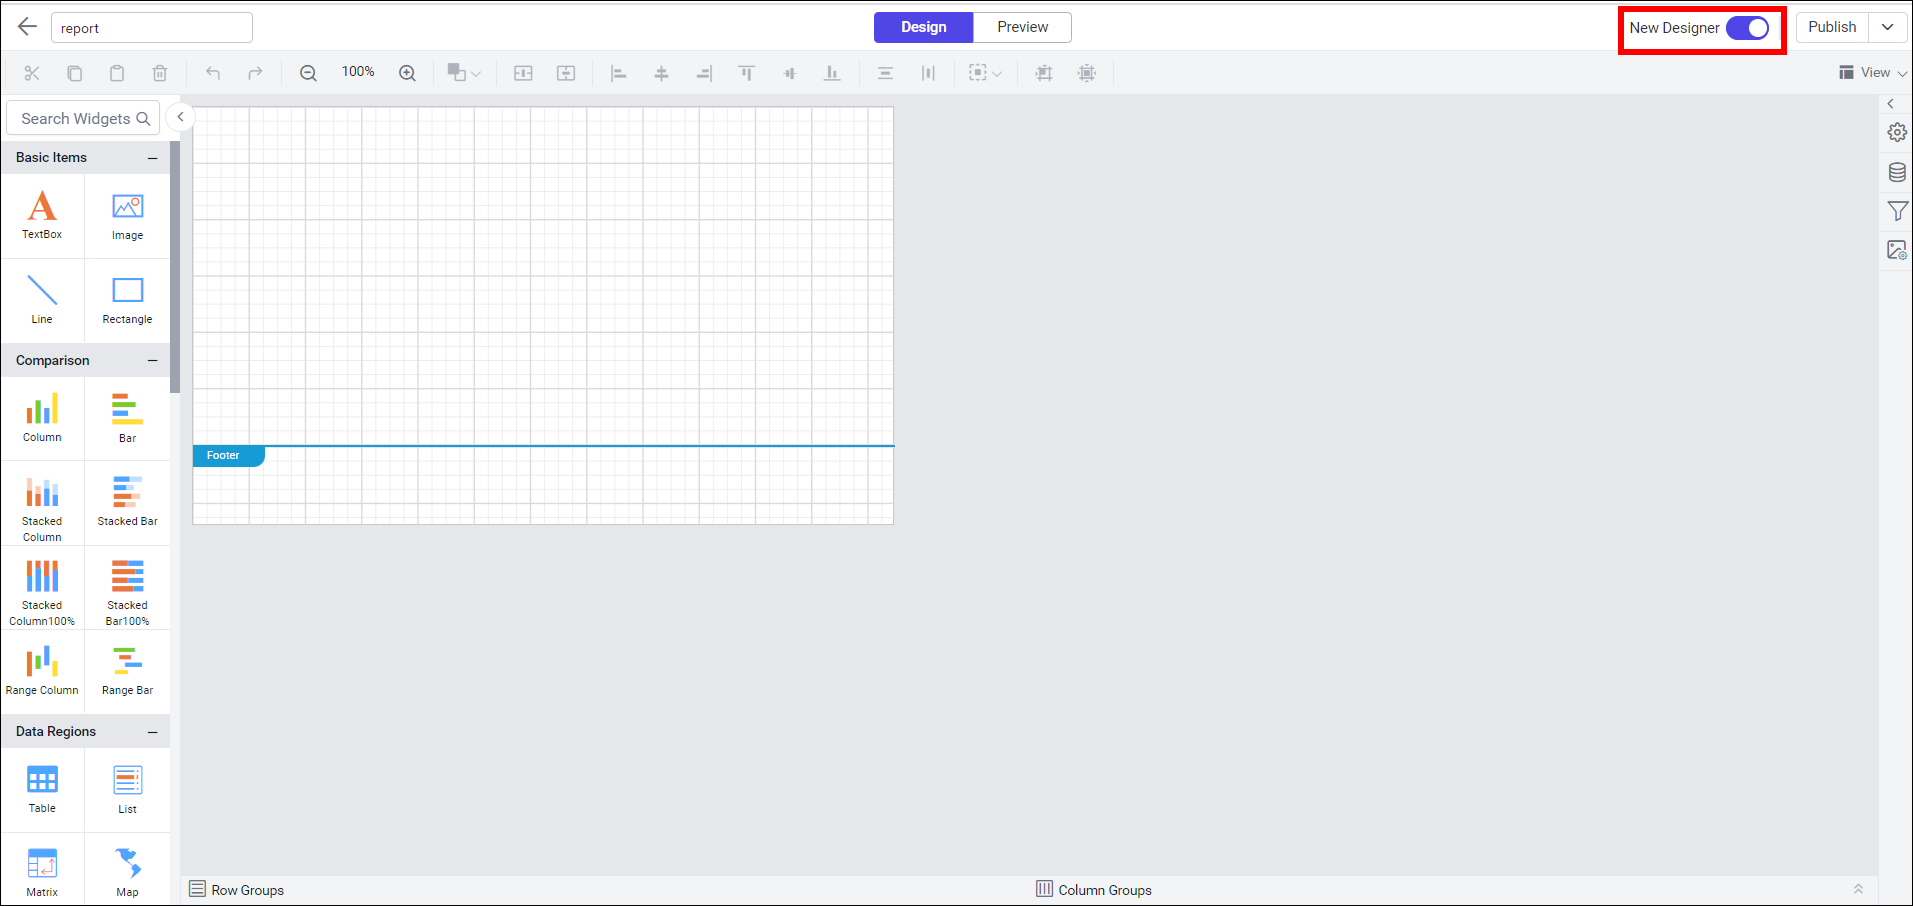 report
Design
Preview
New Designer
Publish
100%
View
Search Widgets
Basic Items
TextBox
Image
Line
Rectangle
Comparison
Column
Bar
Stacked
Column
Stacked Bar
Stacked
Column100%
Stacked
Bar100%
Range Column
Range Bar
Data Regions
Table
List
Matrix
Map
Footer
Row Groups
Column Groups